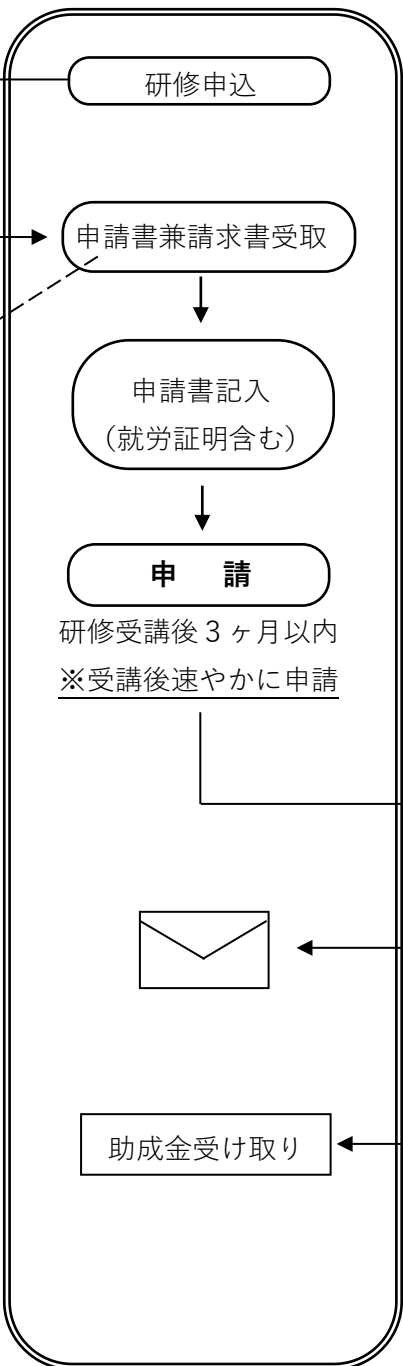 研修申込
申請書兼請求書受取
申請書記入
（就労証明含む）
申　請
研修受講後３ヶ月以内
※受講後速やかに申請
助成金受け取り